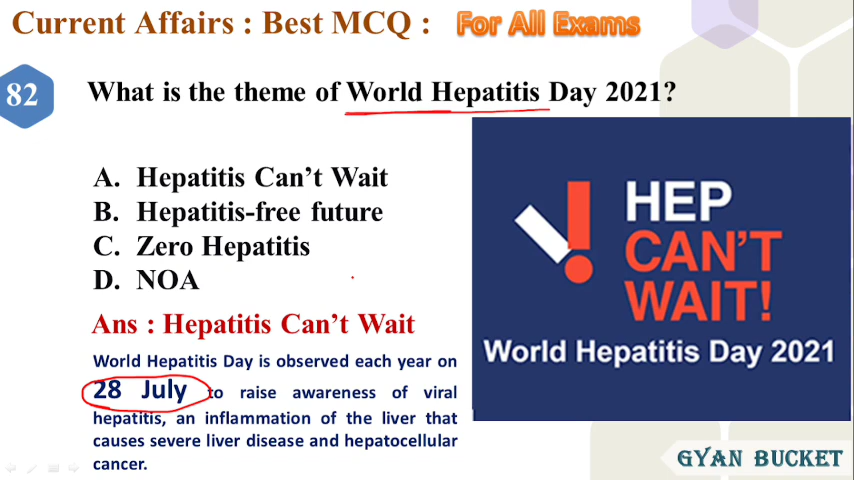 Current Affairs : Best MCQ : For All Exams
82
What is the theme of World Hepatitis Day 2021?
A. Hepatitis Can’t Wait
B. Hepatitis-free future
C. Zero Hepatitis
D. NOA
Ans : Hepatitis Can’t Wait
World Hepatitis Day is observed each year on
28 July to raise awareness of viral
hepatitis, an inflammation of the liver that
causes severe liver disease and hepatocellular
cancer.
HEP
CAN’T
WAIT!
World Hepatitis Day 2021
GYAN BUCKET